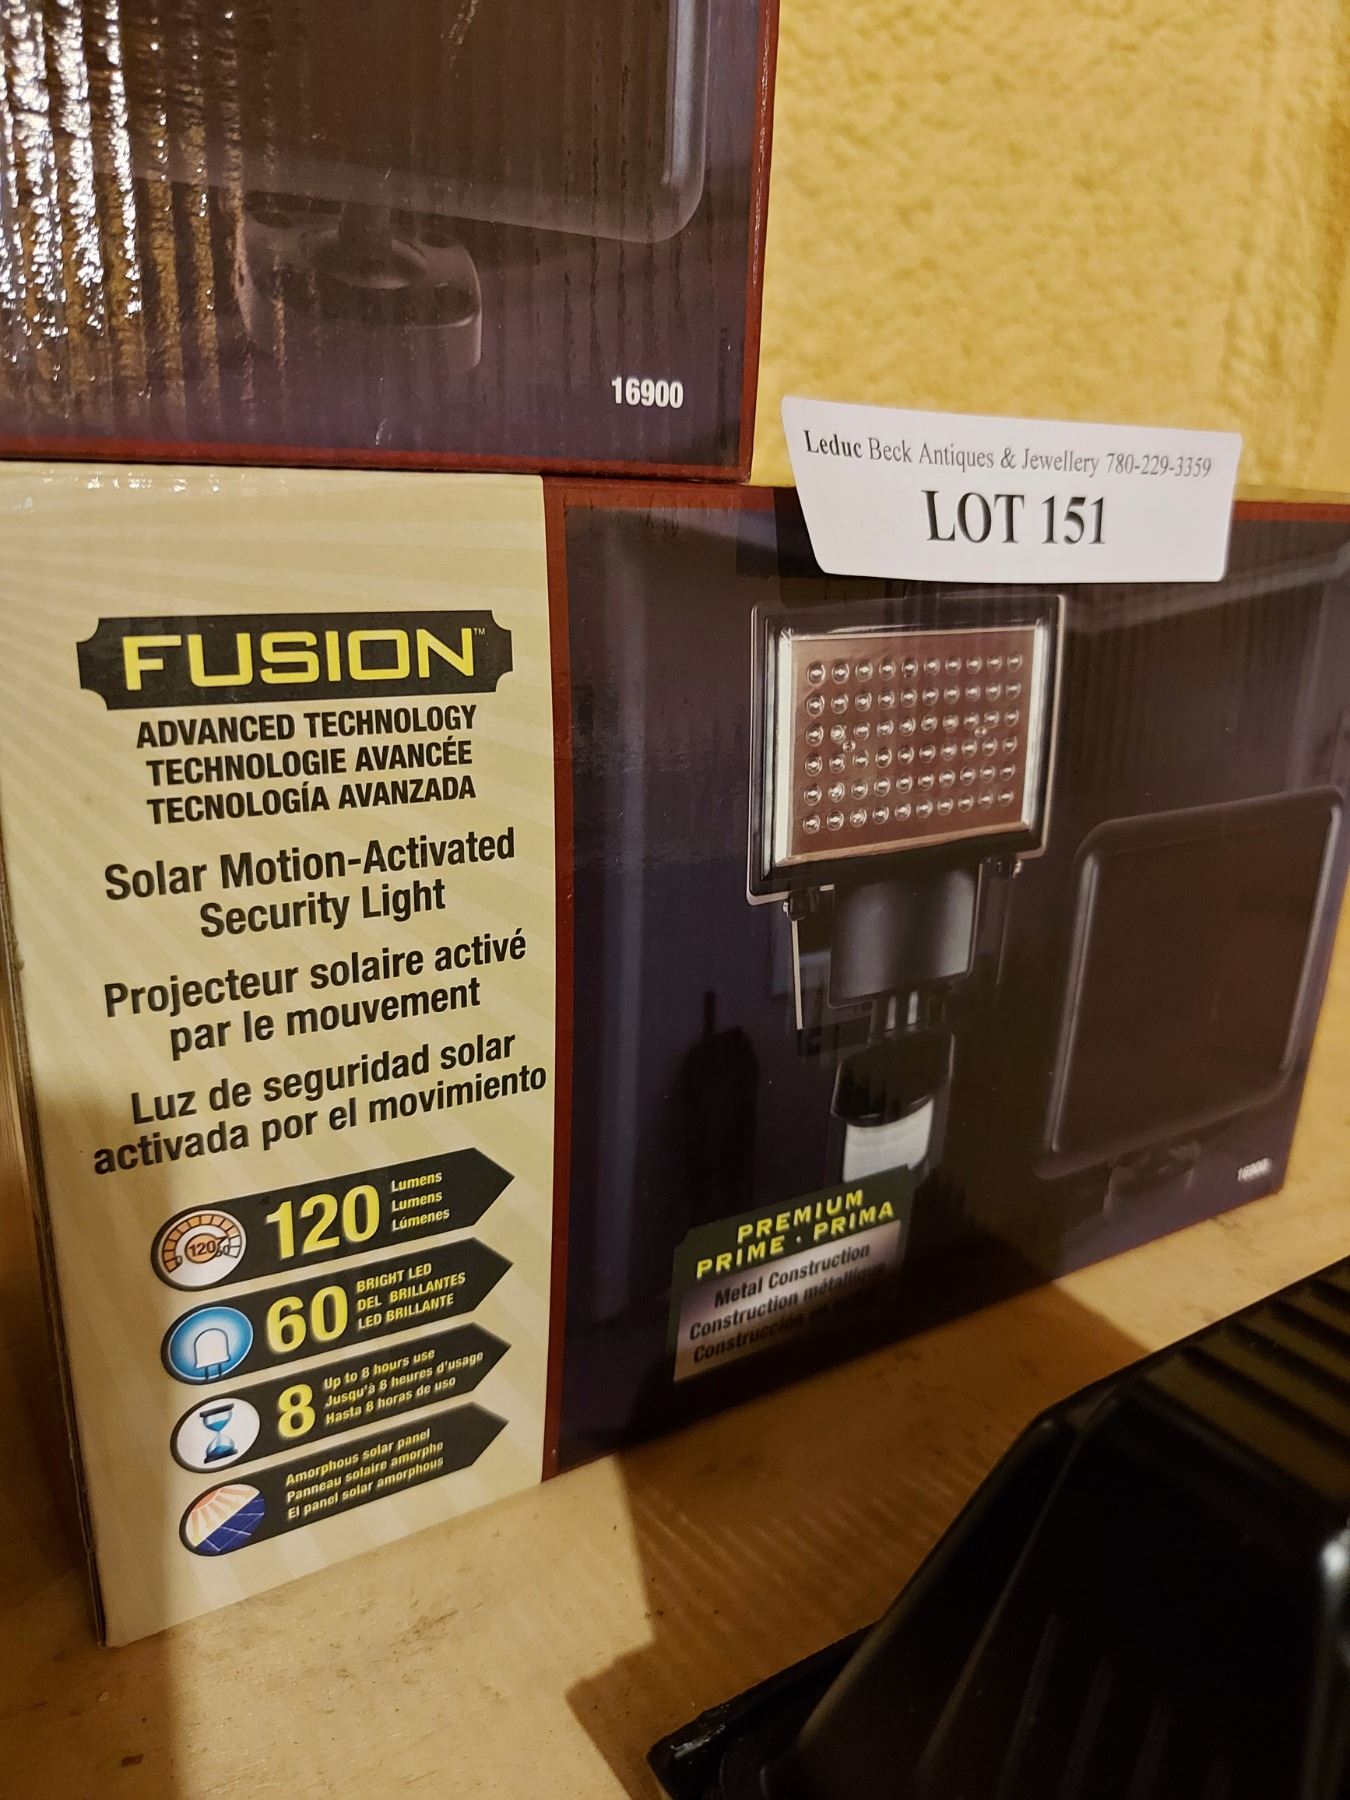 16900
Leduc Beck Antiques & Jewellery 780-229-3359
LOT 151
FUSION™
ADVANCED TECHNOLOGY
TECHNOLOGIE AVANCÉE
TECNOLOGÍA AVANZADA
Solar Motion-Activated
Security Light
Projecteur solaire activé
par le mouvement
Luz de seguridad solar
activada por el movimiento
120
120 Lumens
Lumens
Lúmenes
60 BRIGHT LED
DEL BRILLANTES
LED BRILLANTE
8 Up to 8 hours use
Jusqu'à 8 heures d'usage
Hasta 8 horas de uso
Amorphous solar panel
Panneau solaire amorphe
El panel solar amorphous
PREMIUM
PRIME · PRIMA
Metal Construction
Construction métallique
Construcción
16900